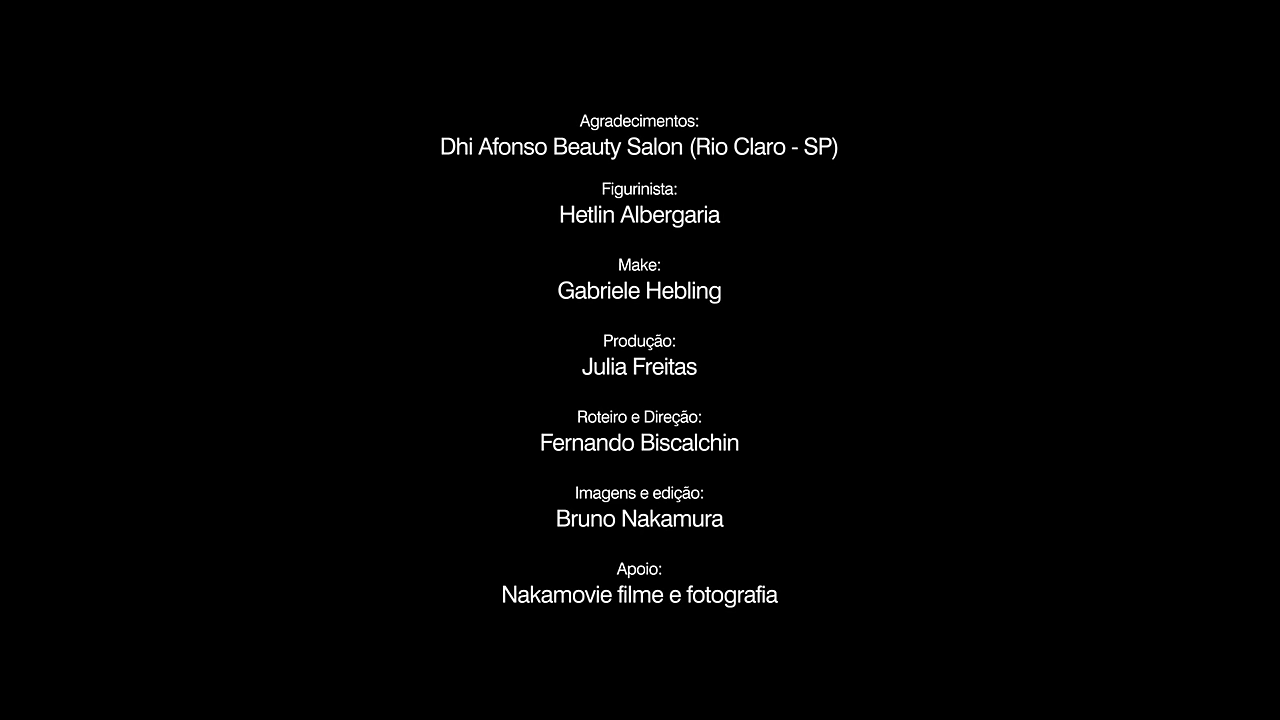 Agradecimentos:
Dhi Afonso Beauty Salon (Rio Claro - SP)
Figurinista:
Hetlin Albergaria
Make:
Gabriele Hebling
Produção:
Julia Freitas
Roteiro e Direção:
Fernando Biscalchin
Imagens e edição:
Bruno Nakamura
Apoio:
Nakamovie filme e fotografia